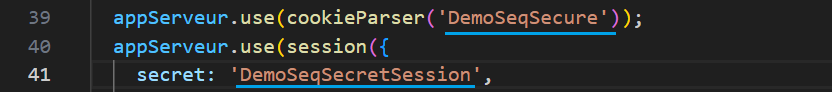 39 appServeur.use(cookieParser('DemoSeqSecure'));
40 appServeur.use(session({
41 secret: 'DemoSeqSecretSession',